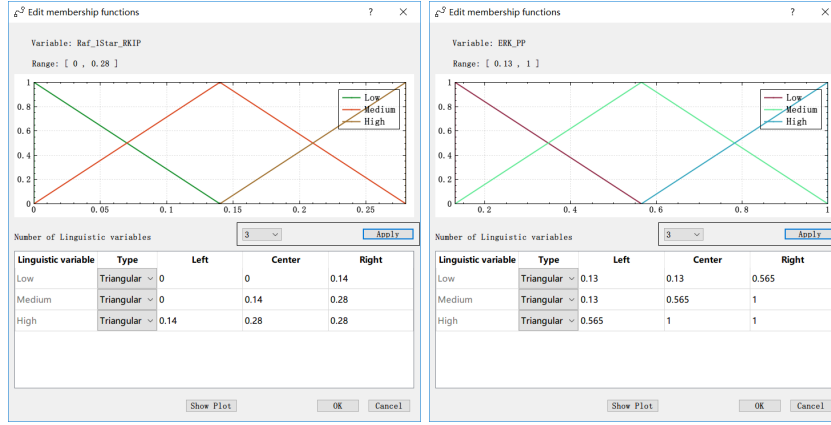 Edit membership functions ? ×
Variable: Raf_1Star_RKIP
Range: [ 0 , 0.28 ]
1
0.8
0.6
0.4
0.2
0
0 0.05 0.1 0.15 0.2 0.25
Low
Medium
High
Number of Linguistic variables 3 Apply
Linguistic variable Type Left Center Right
Low Triangular 0 0 0.14
Medium Triangular 0 0.14 0.28
High Triangular 0.14 0.28 0.28
Show Plot OK Cancel
Edit membership functions ? ×
Variable: ERK_PP
Range: [ 0.13 , 1 ]
1
0.8
0.6
0.4
0.2
0
0.2 0.4 0.6 0.8 1
Low
Medium
High
Number of Linguistic variables 3 Apply
Linguistic variable Type Left Center Right
Low Triangular 0.13 0.13 0.565
Medium Triangular 0.13 0.565 1
High Triangular 0.565 1 1
Show Plot OK Cancel